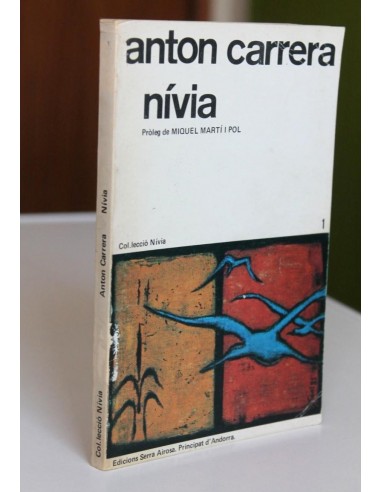 anton carrera
nívia
Pròleg de MIQUEL MARTÍ I POL
1
Col.lecció Nívia
Edicions Serra Airosa. Principat d'Andorra.
Col.lecció Nívia Anton Carrera Nívia